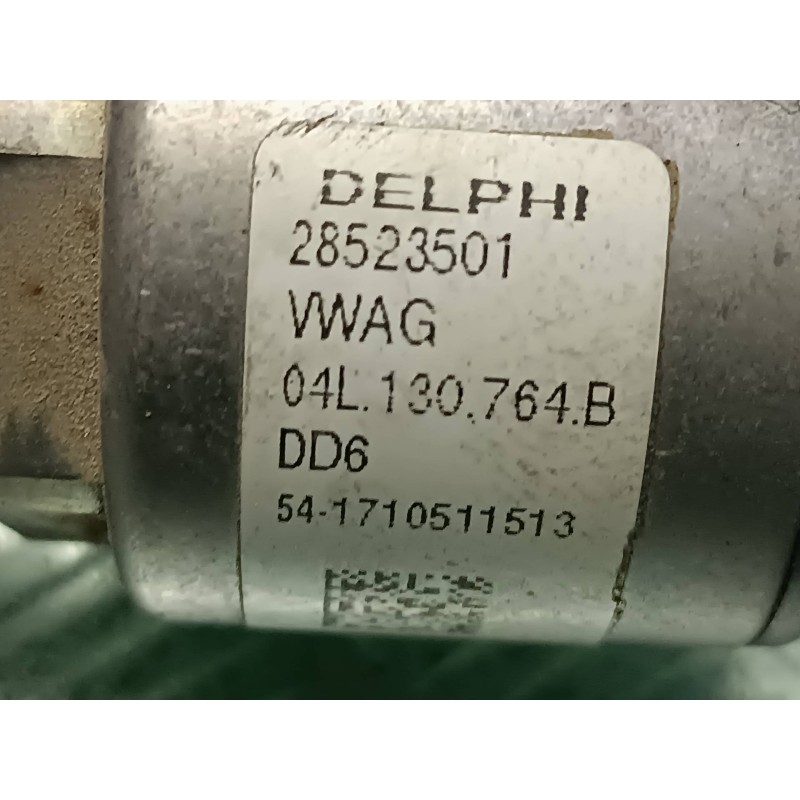 DELPHI
28523501
VWAG
04L.130.764.B
DD6
54-1710511513